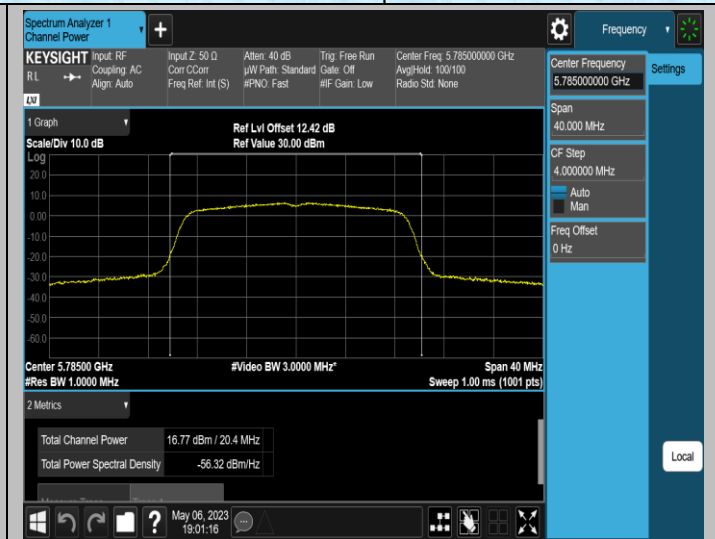 Spectrum Analyzer 1
Channel Power
Frequency
KEYSIGHT
R L
LXI
Input: RF
Coupling: AC
Align: Auto
Input Z: 50 Ω
Corr CCorr
Freq Ref: Int (S)
Atten: 40 dB
µW Path: Standard
#PNO: Fast
Trig: Free Run
Gate: Off
#IF Gain: Low
Center Freq: 5.785000000 GHz
Avg|Hold: 100/100
Radio Std: None
Center Frequency
5.785000000 GHz
Settings
Span
40.000 MHz
CF Step
4.000000 MHz
Auto
Man
Freq Offset
0 Hz
Local
1 Graph
Scale/Div 10.0 dB
Ref Lvl Offset 12.42 dB
Ref Value 30.00 dBm
Log
20.0
10.0
0.00
-10.0
-20.0
-30.0
-40.0
-50.0
-60.0
Center 5.78500 GHz
#Res BW 1.0000 MHz
#Video BW 3.0000 MHz*
Span 40 MHz
Sweep 1.00 ms (1001 pts)
2 Metrics
Total Channel Power 16.77 dBm / 20.4 MHz
Total Power Spectral Density -56.32 dBm/Hz
?
May 06, 2023
19:01:16